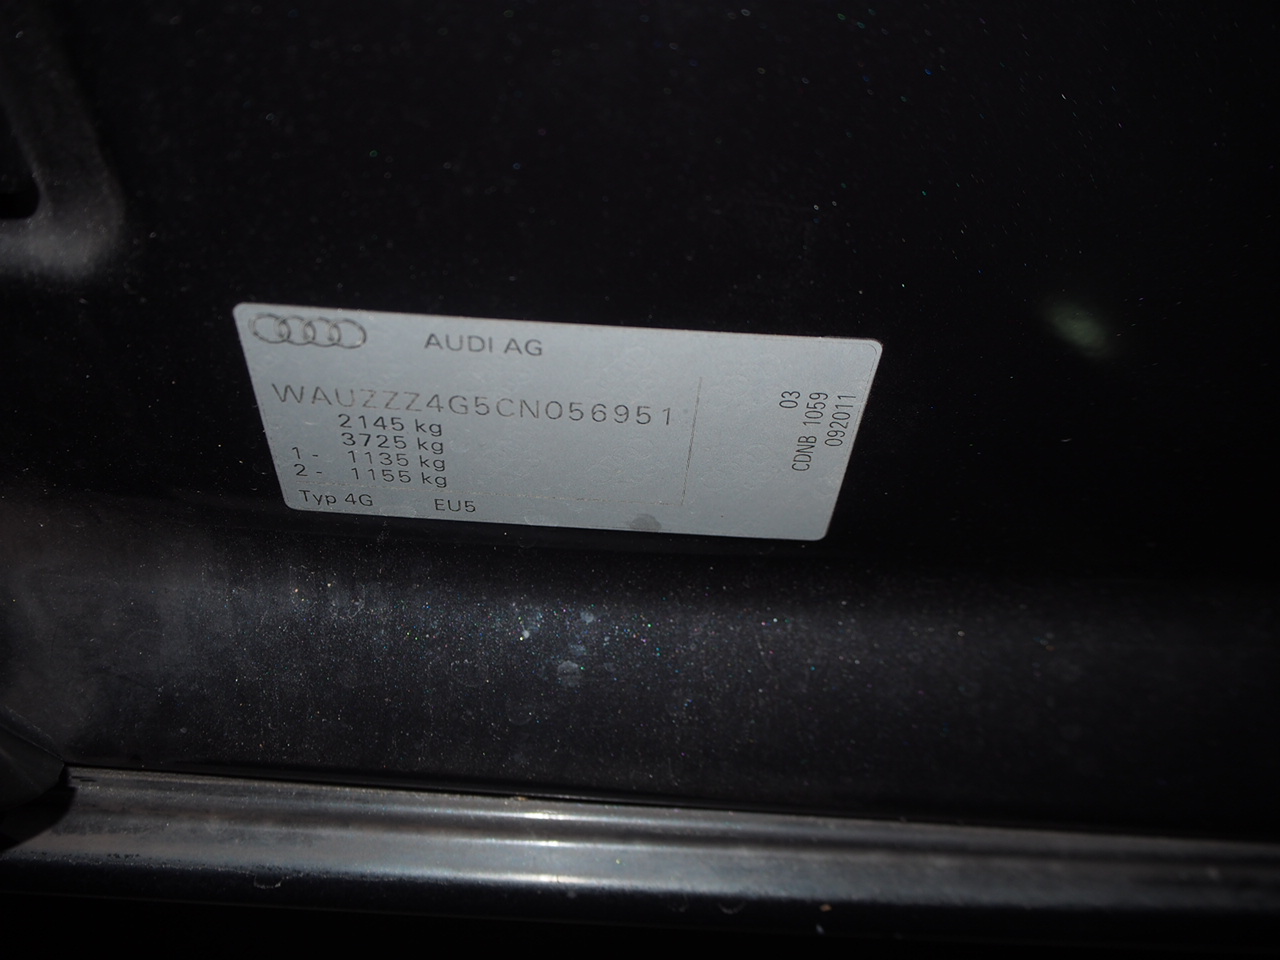 AUDI AG
WAUZZZ4G5CN056951
2145 kg
3725 kg
1 - 1135 kg
2 - 1155 kg
Typ 4G EU5
03
CDNB 1059
092011